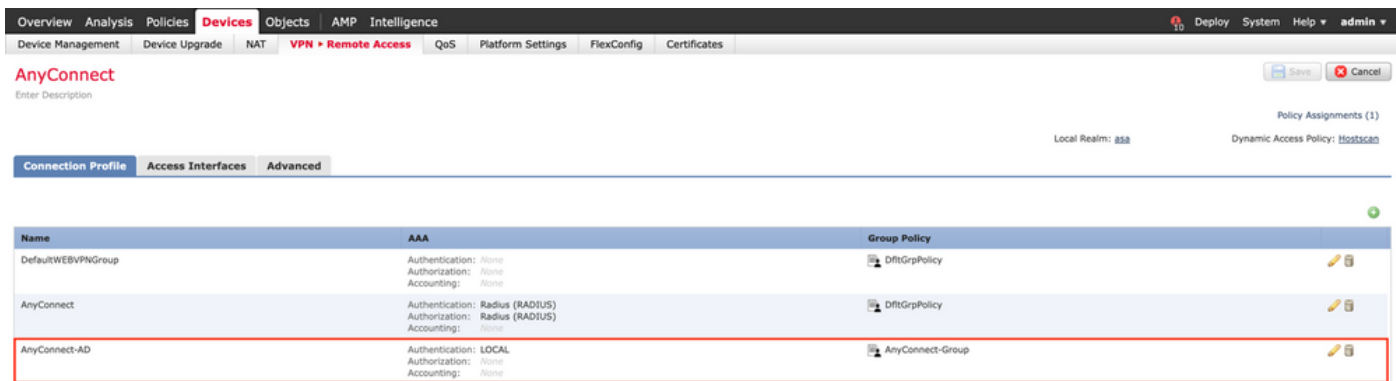 Overview Analysis Policies Devices Objects AMP Intelligence 10 Deploy System Help admin
Device Management Device Upgrade NAT VPN ▸ Remote Access QoS Platform Settings FlexConfig Certificates
AnyConnect Save Cancel
Enter Description
Policy Assignments (1)
Local Realm: asa Dynamic Access Policy: Hostscan
Connection Profile Access Interfaces Advanced
Name AAA Group Policy
DefaultWEBVPNGroup Authentication: None DfltGrpPolicy
Authorization: None
Accounting: None
AnyConnect Authentication: Radius (RADIUS) DfltGrpPolicy
Authorization: Radius (RADIUS)
Accounting: None
AnyConnect-AD Authentication: LOCAL AnyConnect-Group
Authorization: None
Accounting: None